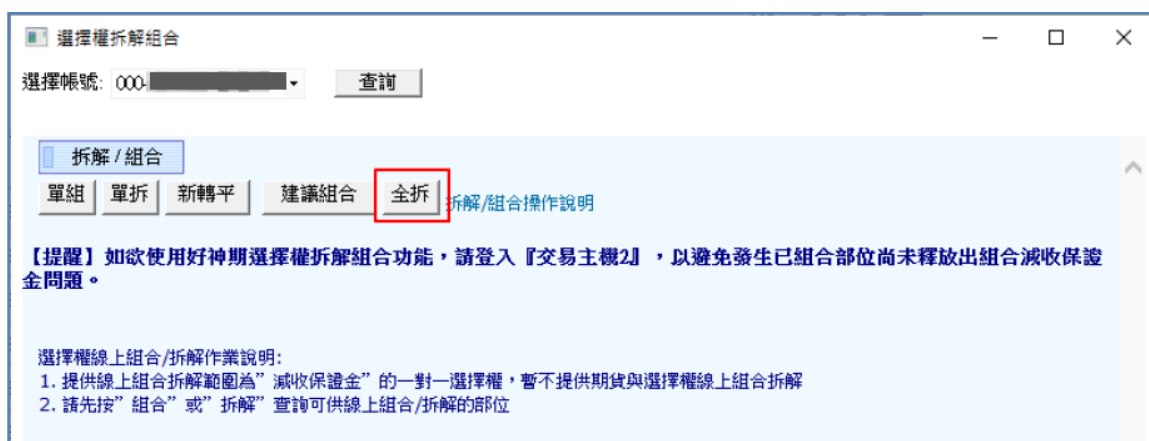 選擇權拆解組合
選擇帳號: 000- 查詢
拆解 / 組合
單組 單拆 新轉平 建議組合 全拆 拆解/組合操作說明
【提醒】如欲使用好神期選擇權拆解組合功能，請登入『交易主機2』，以避免發生已組合部位尚未釋放出組合減收保證
金問題。
選擇權線上組合/拆解作業說明:
1. 提供線上組合拆解範圍為”減收保證金”的一對一選擇權，暫不提供期貨與選擇權線上組合拆解
2. 請先按”組合”或”拆解”查詢可供線上組合/拆解的部位